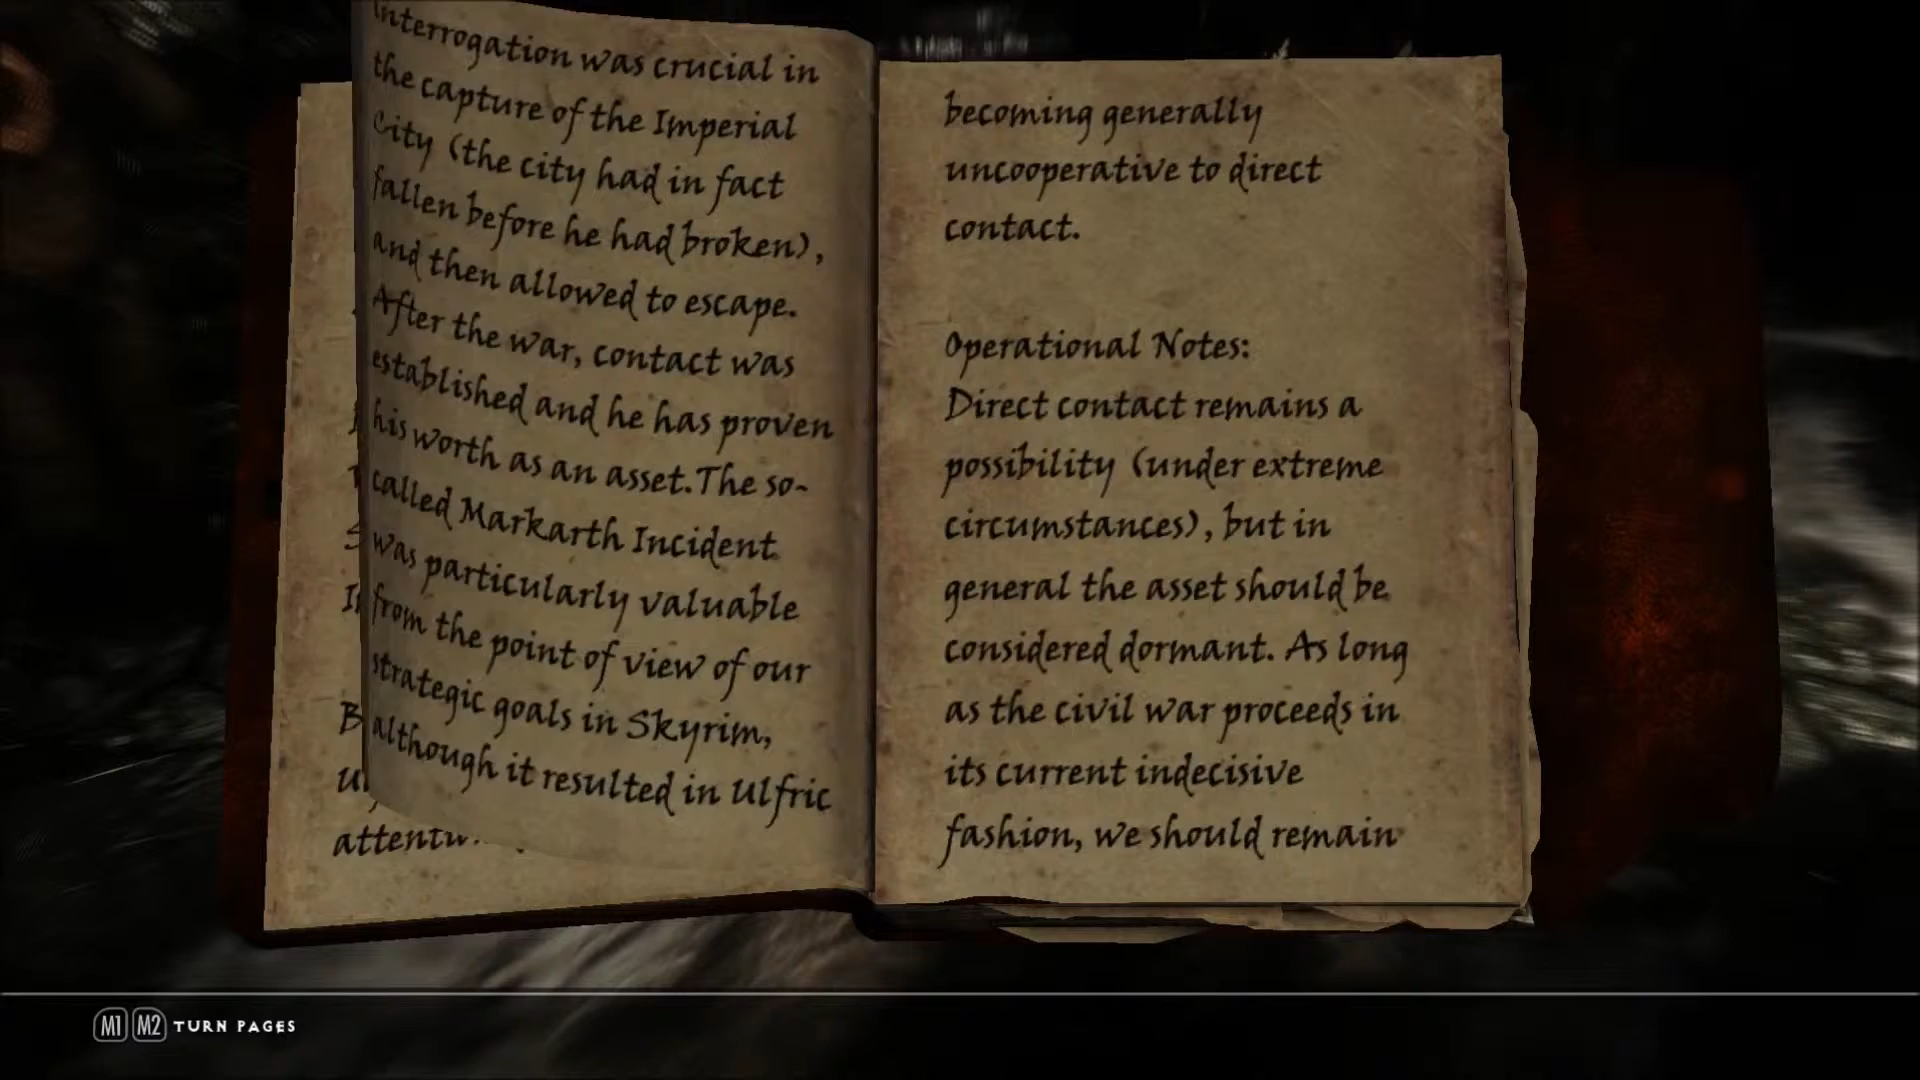 interrogation was crucial in
the capture of the Imperial
City (the city had in fact
fallen before he had broken),
and then allowed to escape.
After the war, contact was
established and he has proven
his worth as an asset. The so-
called Markarth Incident
was particularly valuable
from the point of view of our
strategic goals in Skyrim,
although it resulted in Ulfric
becoming generally
uncooperative to direct
contact.
Operational Notes:
Direct contact remains a
possibility (under extreme
circumstances), but in
general the asset should be
considered dormant. As long
as the civil war proceeds in
its current indecisive
fashion, we should remain
M1 M2 TURN PAGES